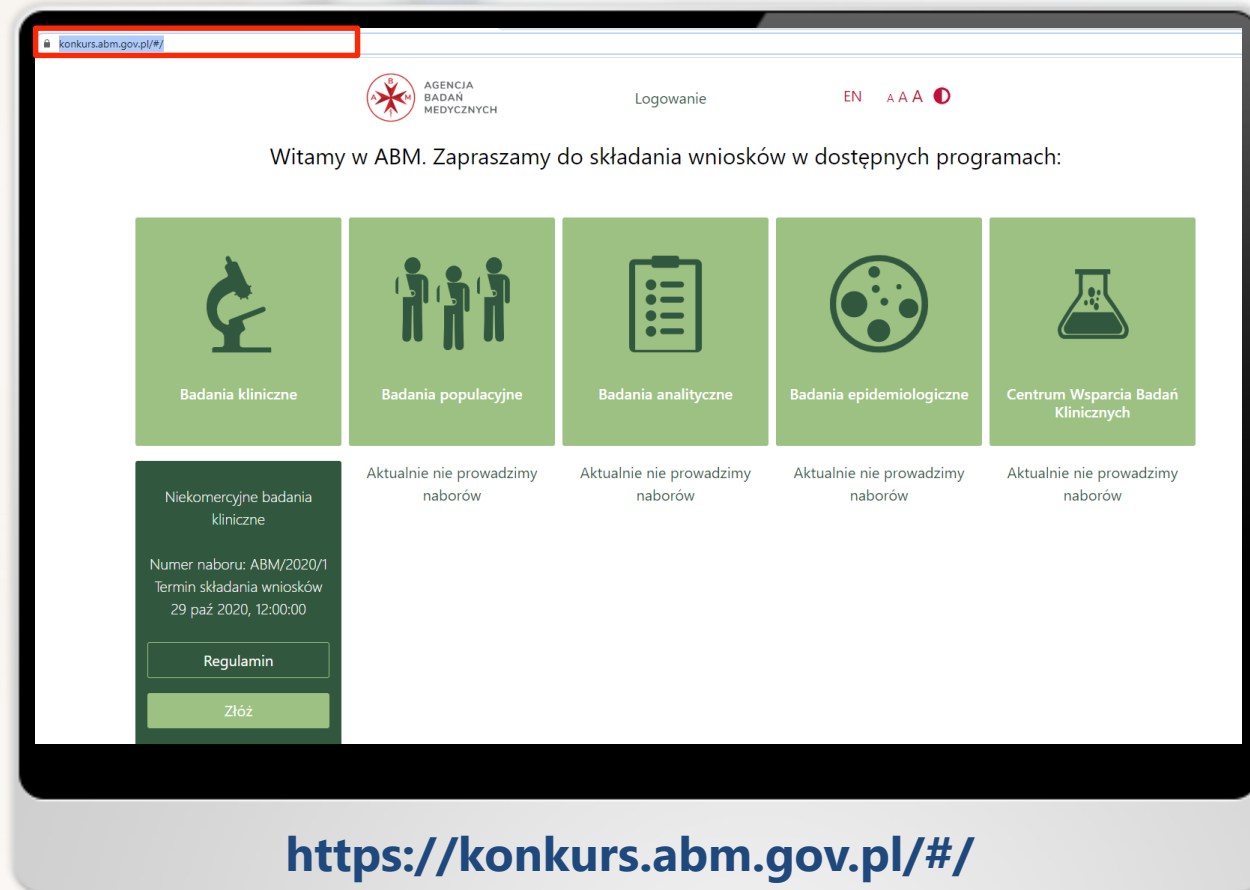 konkurs.abm.gov.pl/#/
A B M !
AGENCJA
BADAŃ
MEDYCZNYCH
Logowanie
EN A A A
Witamy w ABM. Zapraszamy do składania wniosków w dostępnych programach:
Badania kliniczne
Badania populacyjne
Badania analityczne
Badania epidemiologiczne
Centrum Wsparcia Badań
Klinicznych
Niekomercyjne badania
kliniczne
Numer naboru: ABM/2020/1
Termin składania wniosków
29 paź 2020, 12:00:00
Regulamin
Złóż
Aktualnie nie prowadzimy
naborów
Aktualnie nie prowadzimy
naborów
Aktualnie nie prowadzimy
naborów
Aktualnie nie prowadzimy
naborów
https://konkurs.abm.gov.pl/#/